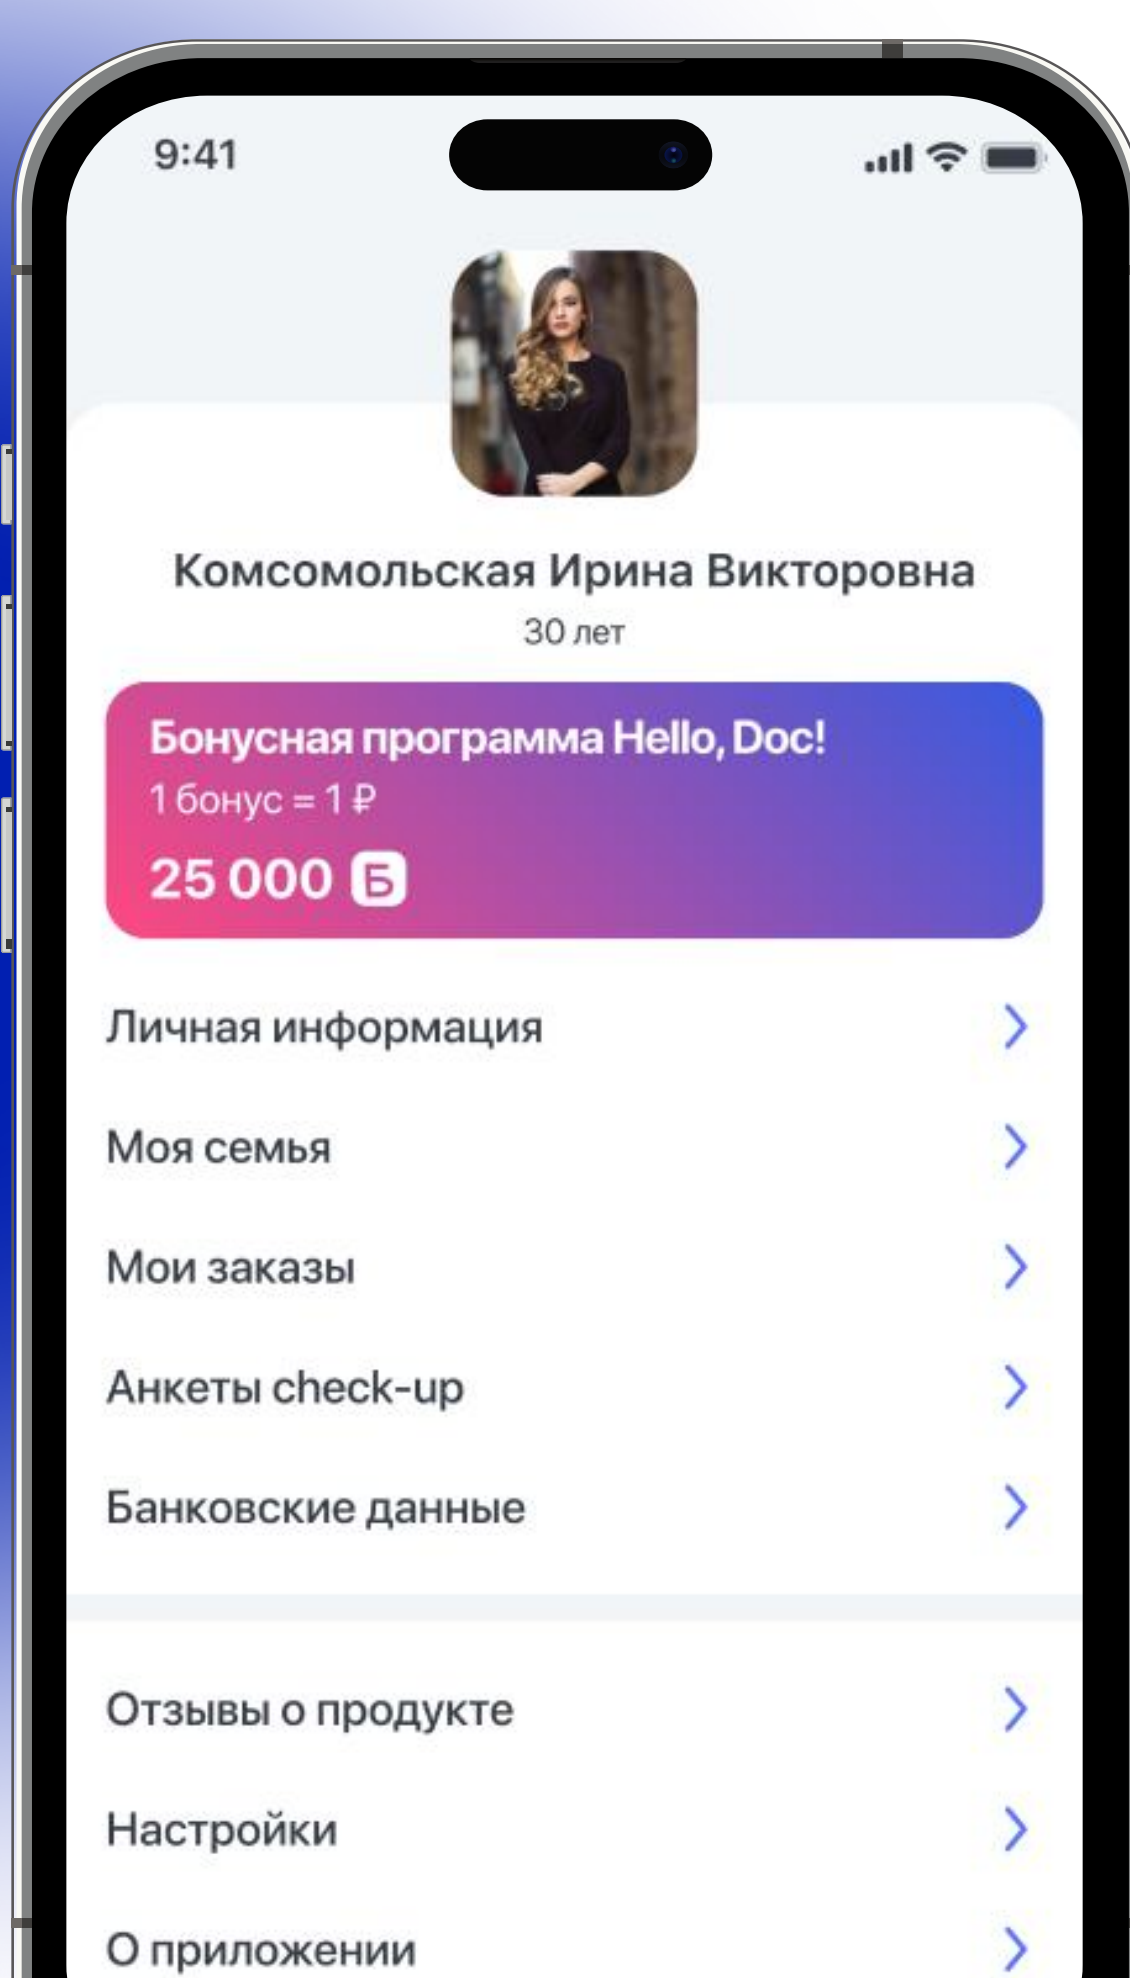 9:41
Комсомольская Ирина Викторовна
30 лет
Бонусная программа Hello, Doc!
1 бонус = 1 ₽
25 000 Б
Личная информация
Моя семья
Мои заказы
Анкеты check-up
Банковские данные
Отзывы о продукте
Настройки
О приложении